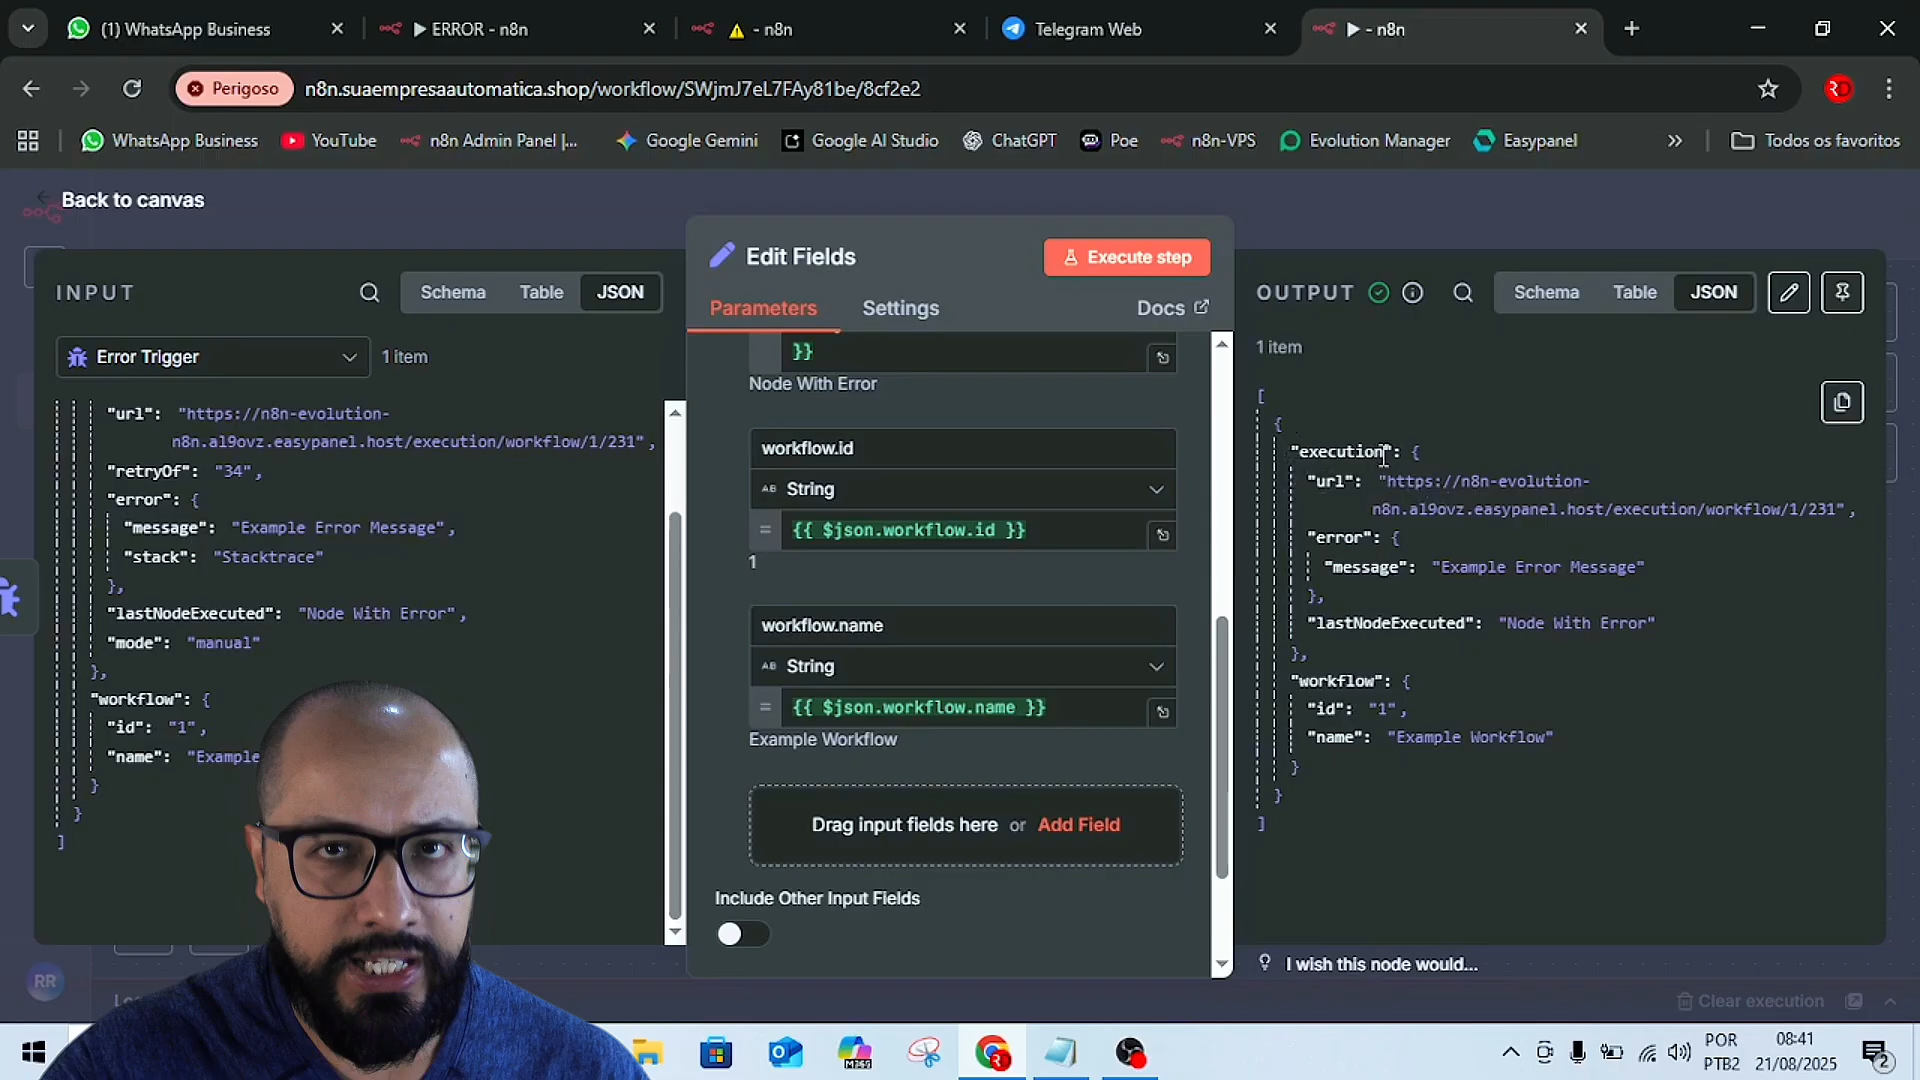 (1) WhatsApp Business
ERROR - n8n
- n8n
Telegram Web
- n8n
Perigoso
n8n.suaempresaautomatica.shop/workflow/SWjmJ7eL7FAy81be/8cf2e2
WhatsApp Business
YouTube
n8n Admin Panel |...
Google Gemini
Google AI Studio
ChatGPT
Poe
n8n-VPS
Evolution Manager
Easypanel
Todos os favoritos
Back to canvas
INPUT
Schema
Table
JSON
Error Trigger
1 item
"url": "https://n8n-evolution-
n8n.al9ovz.easypanel.host/execution/workflow/1/231",
"retryOf": "34",
"error": {
"message": "Example Error Message",
"stack": "Stacktrace"
},
"lastNodeExecuted": "Node With Error",
"mode": "manual"
},
"workflow": {
"id": "1",
"name": "Example
}
}
]
RR
Edit Fields
Execute step
Parameters
Settings
Docs
}}
Node With Error
workflow.id
String
= {{ $json.workflow.id }}
1
workflow.name
String
= {{ $json.workflow.name }}
Example Workflow
Drag input fields here or Add Field
Include Other Input Fields
OUTPUT
Schema
Table
JSON
1 item
[
{
"execution": {
"url": "https://n8n-evolution-
n8n.al9ovz.easypanel.host/execution/workflow/1/231",
"error": {
"message": "Example Error Message"
},
"lastNodeExecuted": "Node With Error"
},
"workflow": {
"id": "1",
"name": "Example Workflow"
}
}
]
I wish this node would...
Clear execution
POR
PTB2
08:41
21/08/2025
2